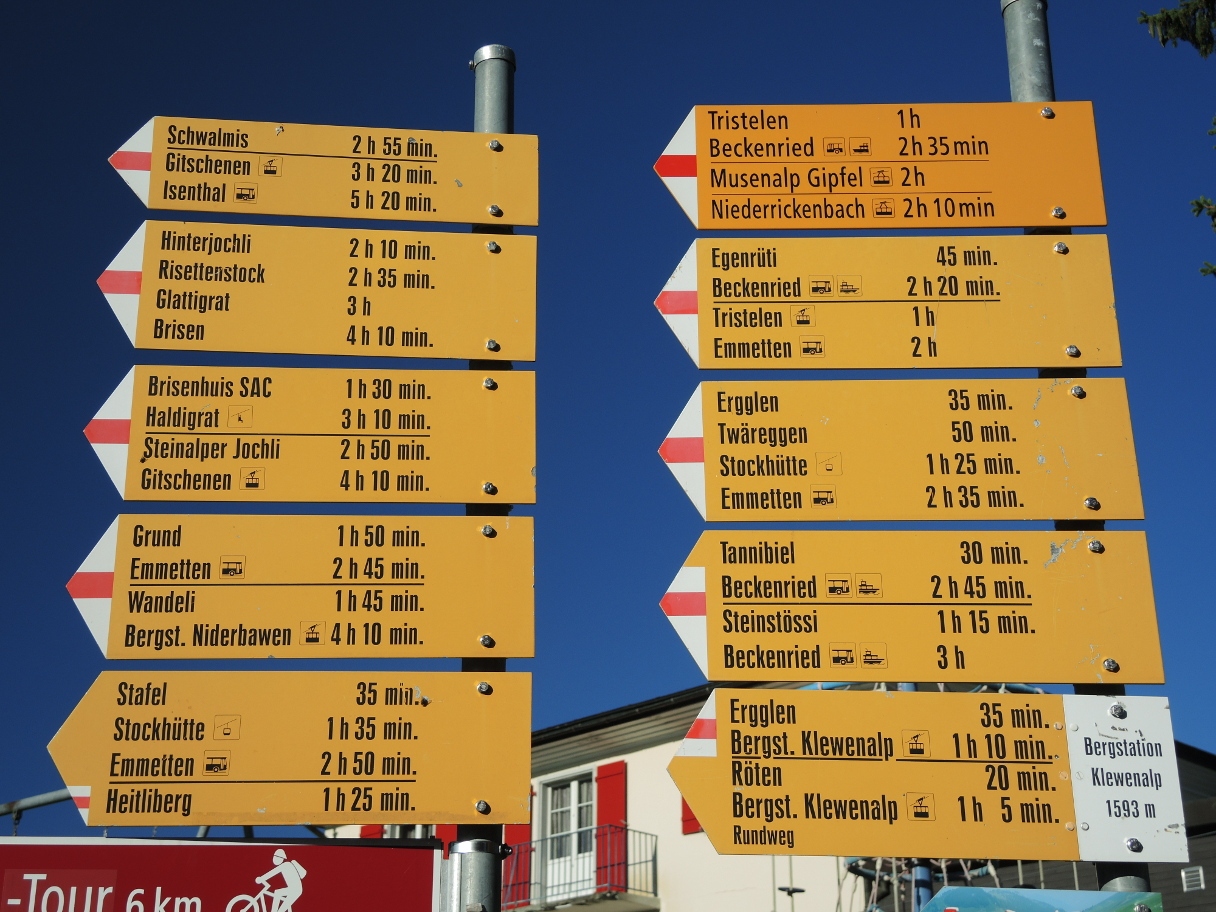 Schwalmis 2 h 55 min.
Gitschenen 3 h 20 min.
Isenthal 5 h 20 min.
Hinterjochli 2 h 10 min.
Risettenstock 2 h 35 min.
Glattigrat 3 h
Brisen 4 h 10 min.
Brisenhuis SAC 1 h 30 min.
Haldigrat 3 h 10 min.
Steinalper Jochli 2 h 50 min.
Gitschenen 4 h 10 min.
Grund 1 h 50 min.
Emmetten 2 h 45 min.
Wandeli 1 h 45 min.
Bergst. Niderbawen 4 h 10 min.
Stafel 35 min.
Stockhütte 1 h 35 min.
Emmetten 2 h 50 min.
Heitliberg 1 h 25 min.
-Tour 6 km
Tristelen 1 h
Beckenried 2 h 35 min
Musenalp Gipfel 2 h
Niederrickenbach 2 h 10 min
Egenrüti 45 min.
Beckenried 2 h 20 min.
Tristelen 1 h
Emmetten 2 h
Ergglen 35 min.
Twäreggen 50 min.
Stockhütte 1 h 25 min.
Emmetten 2 h 35 min.
Tannibiel 30 min.
Beckenried 2 h 45 min.
Steinstössi 1 h 15 min.
Beckenried 3 h
Ergglen 35 min.
Bergst. Klewenalp 1 h 10 min.
Röten 20 min.
Bergst. Klewenalp 1 h 5 min.
Rundweg
Bergstation
Klewenalp
1593 m